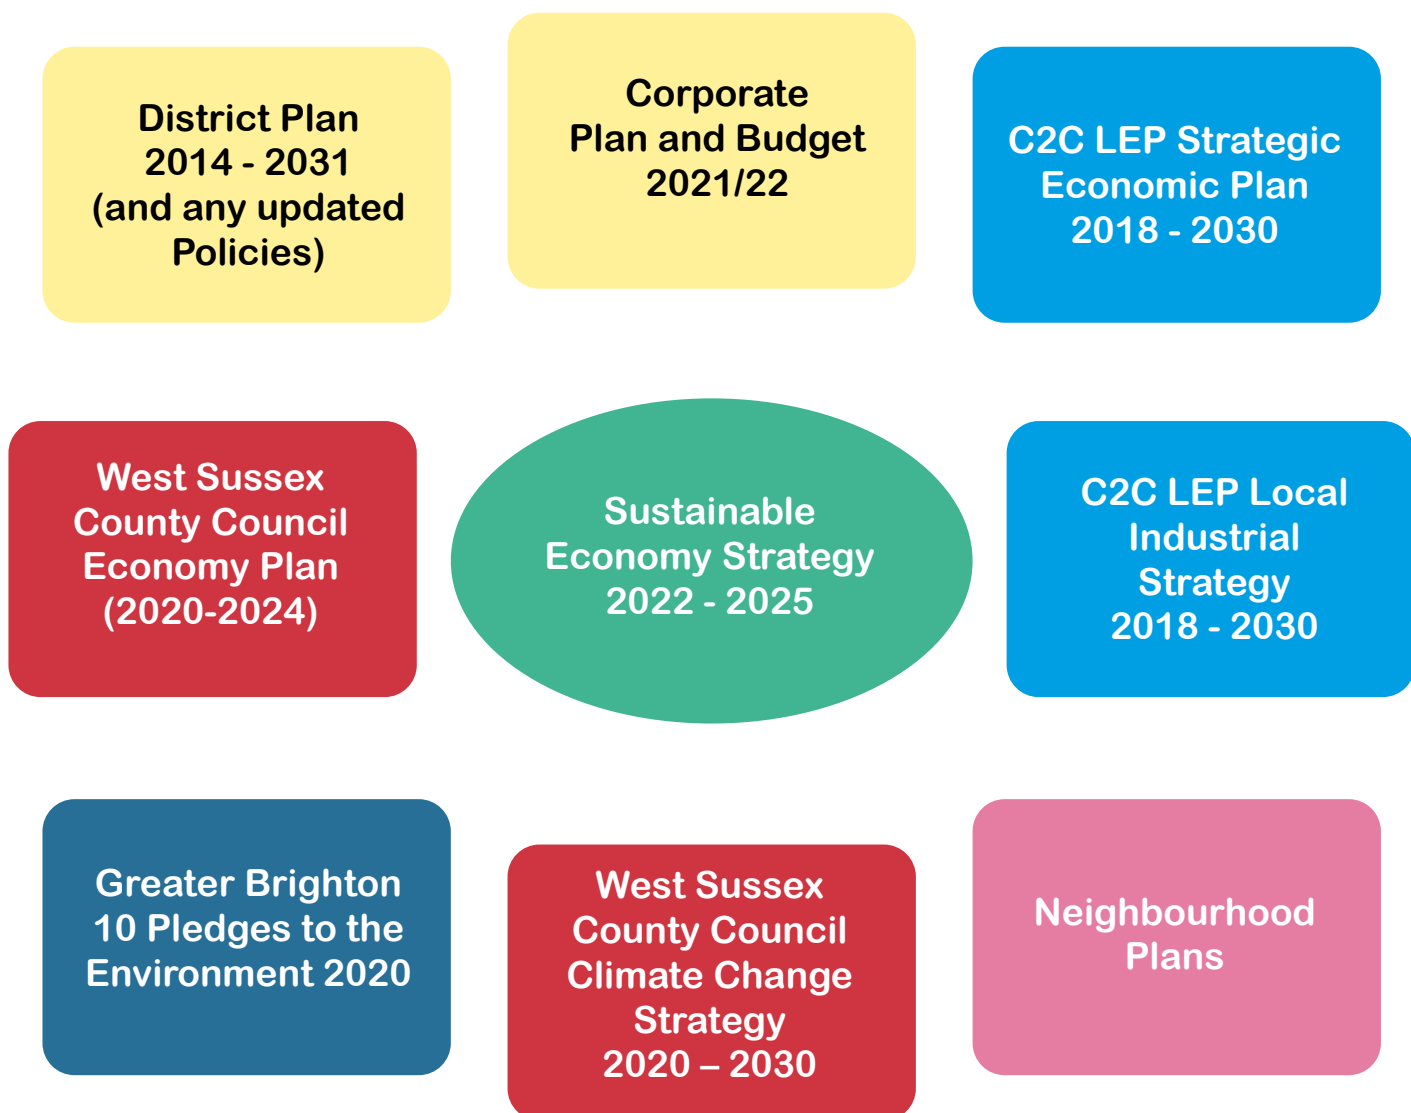 District Plan
2014 - 2031
(and any updated
Policies)
Corporate
Plan and Budget
2021/22
C2C LEP Strategic
Economic Plan
2018 - 2030
West Sussex
County Council
Economy Plan
(2020-2024)
Sustainable
Economy Strategy
2022 - 2025
C2C LEP Local
Industrial
Strategy
2018 - 2030
Greater Brighton
10 Pledges to the
Environment 2020
West Sussex
County Council
Climate Change
Strategy
2020 – 2030
Neighbourhood
Plans